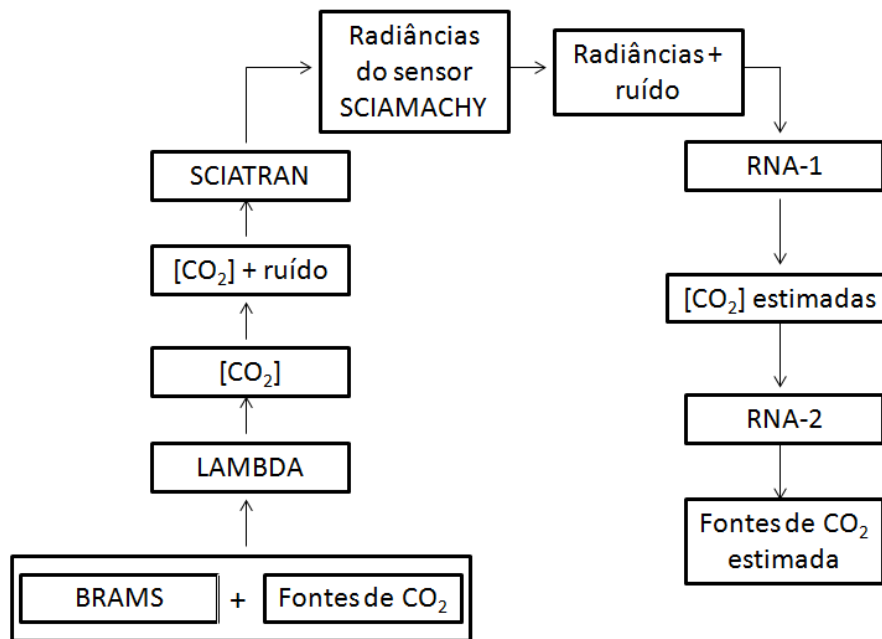 Radiâncias
do sensor
SCIAMACHY
Radiâncias +
ruído
SCIATRAN
RNA-1
[CO₂] + ruído
[CO₂] estimadas
[CO₂]
RNA-2
LAMBDA
Fontes de CO₂
estimada
BRAMS + Fontes de CO₂